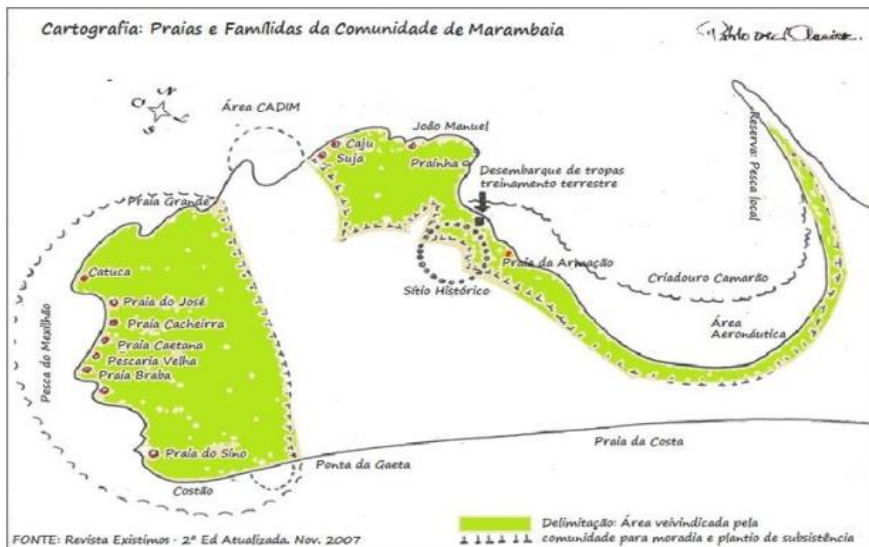 Cartografia: Praias e Famílidas da Comunidade de Marambaia
N
O
S
L
Área CADIM
João Manuel
Caju
Suja
Praínha
Desembarque de tropas
treinamento terrestre
Reserva: Pesca local
Praia Grande
Catuca
Praia do José
Praia Cacheirra
Praia Caetana
Pescaria Velha
Praia Braba
Pesca do Mexilhão
Praia do Sino
Costão
Ponta da Gaeta
Praia da Armação
Sítio Histórico
Criadouro Camarão
Área
Aeronáutica
Praia da Costa
Delimitação: Área veivindicada pela
comunidade para moradia e plantio de subsistência
FONTE: Revista Existimos - 2ª Ed Atualizada. Nov. 2007